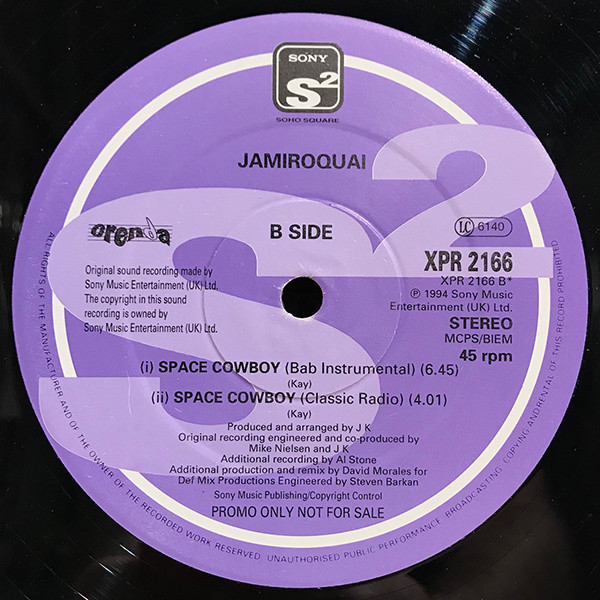 SONY
S2
SOHO SQUARE
JAMIROQUAI
orenda
B SIDE
LC 6140
XPR 2166
XPR 2166 B*
Original sound recording made by
Sony Music Entertainment (UK) Ltd.
The copyright in this sound
recording is owned by
Sony Music Entertainment (UK) Ltd.
℗ 1994 Sony Music
Entertainment (UK) Ltd.
STEREO
MCPS/BIEM
45 rpm
(i) SPACE COWBOY (Bab Instrumental) (6.45)
(Kay)
(ii) SPACE COWBOY (Classic Radio) (4.01)
(Kay)
Produced and arranged by J K
Original recording engineered and co-produced by
Mike Nielsen and J K
Additional recording by Al Stone
Additional production and remix by David Morales for
Def Mix Productions Engineered by Steven Barkan
Sony Music Publishing/Copyright Control
PROMO ONLY NOT FOR SALE
ALL RIGHTS OF THE MANUFACTURER AND OF THE OWNER OF THE RECORDED WORK RESERVED. UNAUTHORISED PUBLIC PERFORMANCE, BROADCASTING, COPYING AND RENTAL OF THIS RECORD PROHIBITED
S2